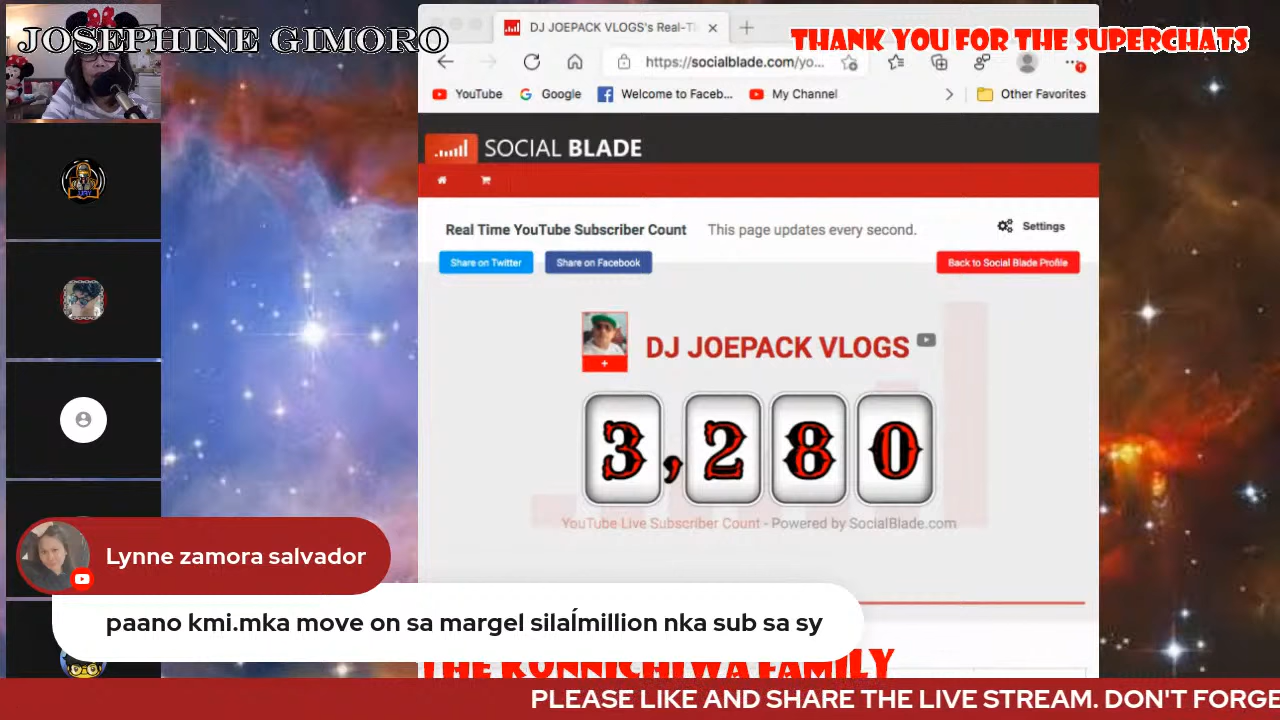 JOSEPHINE GIMORO
THANK YOU FOR THE SUPERCHATS
DJ JOEPACK VLOGS's Real-Ti
https://socialblade.com/yo...
YouTube
Google
Welcome to Faceb...
My Channel
Other Favorites
SOCIAL BLADE
Real Time YouTube Subscriber Count
This page updates every second.
Settings
Share on Twitter
Share on Facebook
Back to Social Blade Profile
DJ JOEPACK VLOGS
3,280
YouTube Live Subscriber Count - Powered by SocialBlade.com
Lynne zamora salvador
paano kmi.mka move on sa margel silaĺmillion nka sub sa sy
THE KONNICHIWA FAMILY
PLEASE LIKE AND SHARE THE LIVE STREAM. DON'T FORGE